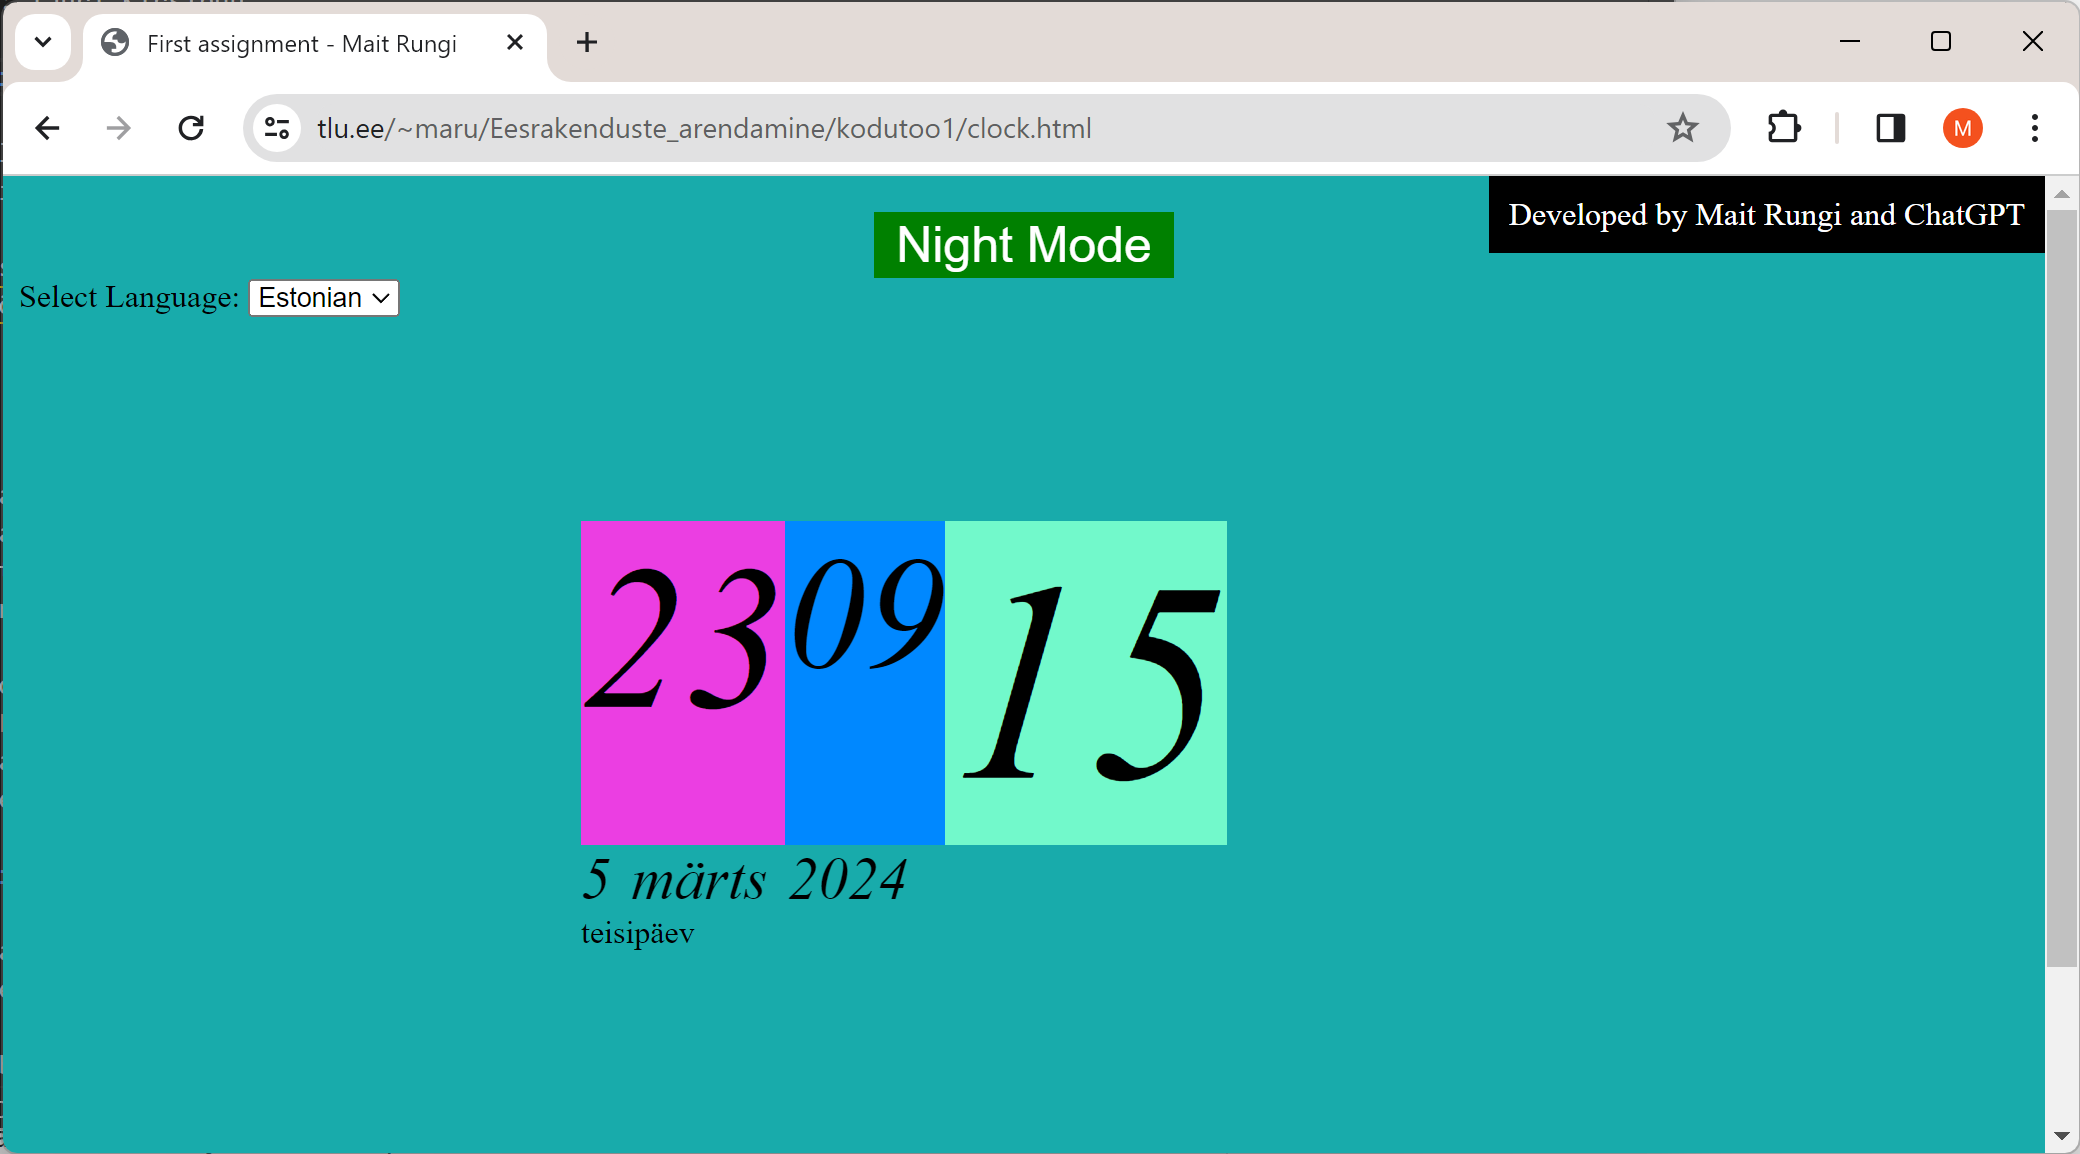 First assignment - Mait Rungi
tlu.ee/~maru/Eesrakenduste_arendamine/kodutoo1/clock.html
M
Developed by Mait Rungi and ChatGPT
Night Mode
Select Language: Estonian
23 09 15
5 märts 2024
teisipäev